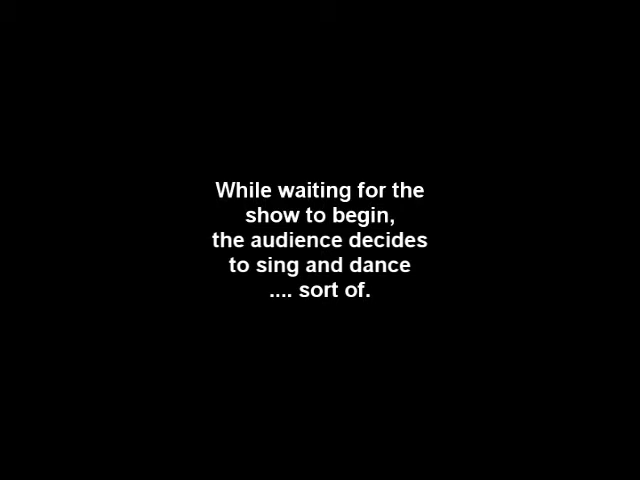 While waiting for the
show to begin,
the audience decides
to sing and dance
.... sort of.